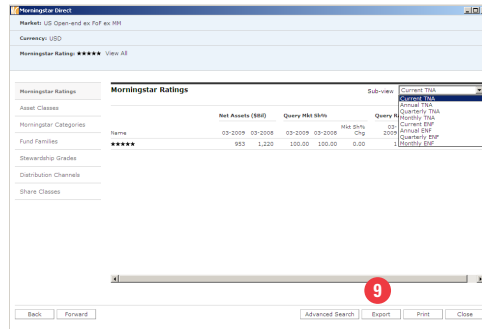 Morningstar Direct
Market: US Open-end ex FoF ex MM
Currency: USD
Morningstar Rating: ★★★★★ View All
Morningstar Ratings
Asset Classes
Morningstar Categories
Fund Families
Stewardship Grades
Distribution Channels
Share Classes
Morningstar Ratings
Sub-view
Current TNA
Current TNA
Annual TNA
Quarterly TNA
Monthly TNA
Current ENF
Annual ENF
Quarterly ENF
Monthly ENF
Net Assets ($Bil) Query Mkt Sh% Query R
Name 03-2009 03-2008 03-2009 03-2008 Mkt Sh% Chg 03-2009
★★★★★ 953 1,220 100.00 100.00 0.00 1
9
Back Forward Advanced Search Export Print Close